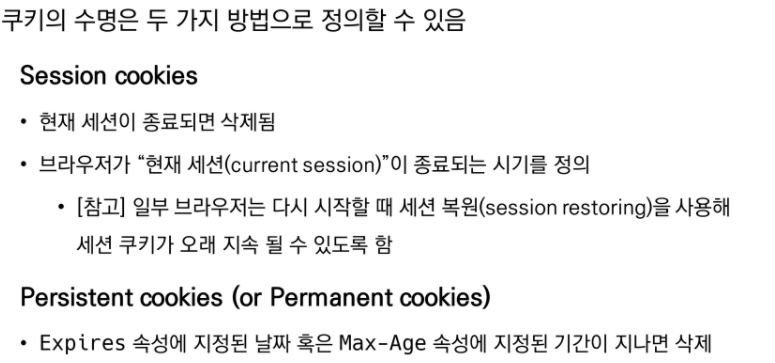 쿠키의 수명은 두 가지 방법으로 정의할 수 있음
Session cookies
• 현재 세션이 종료되면 삭제됨
• 브라우저가 “현재 세션(current session)”이 종료되는 시기를 정의
• [참고] 일부 브라우저는 다시 시작할 때 세션 복원(session restoring)을 사용해
세션 쿠키가 오래 지속 될 수 있도록 함
Persistent cookies (or Permanent cookies)
• Expires 속성에 지정된 날짜 혹은 Max-Age 속성에 지정된 기간이 지나면 삭제